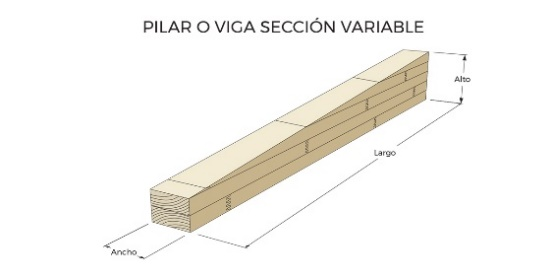 PILAR O VIGA SECCIÓN VARIABLE
Alto
Largo
Ancho